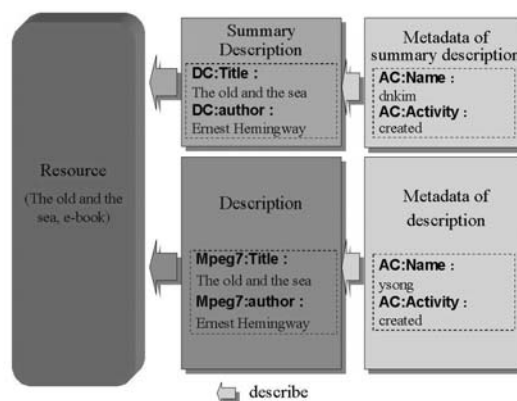 Resource
(The old and the
sea, e-book)
Summary
Description
DC:Title :
The old and the sea
DC:author :
Ernest Hemingway
Metadata of
summary description
AC:Name :
dnkim
AC:Activity :
created
Description
Mpeg7:Title :
The old and the sea
Mpeg7:author :
Ernest Hemingway
Metadata of
description
AC:Name :
ysong
AC:Activity :
created
describe